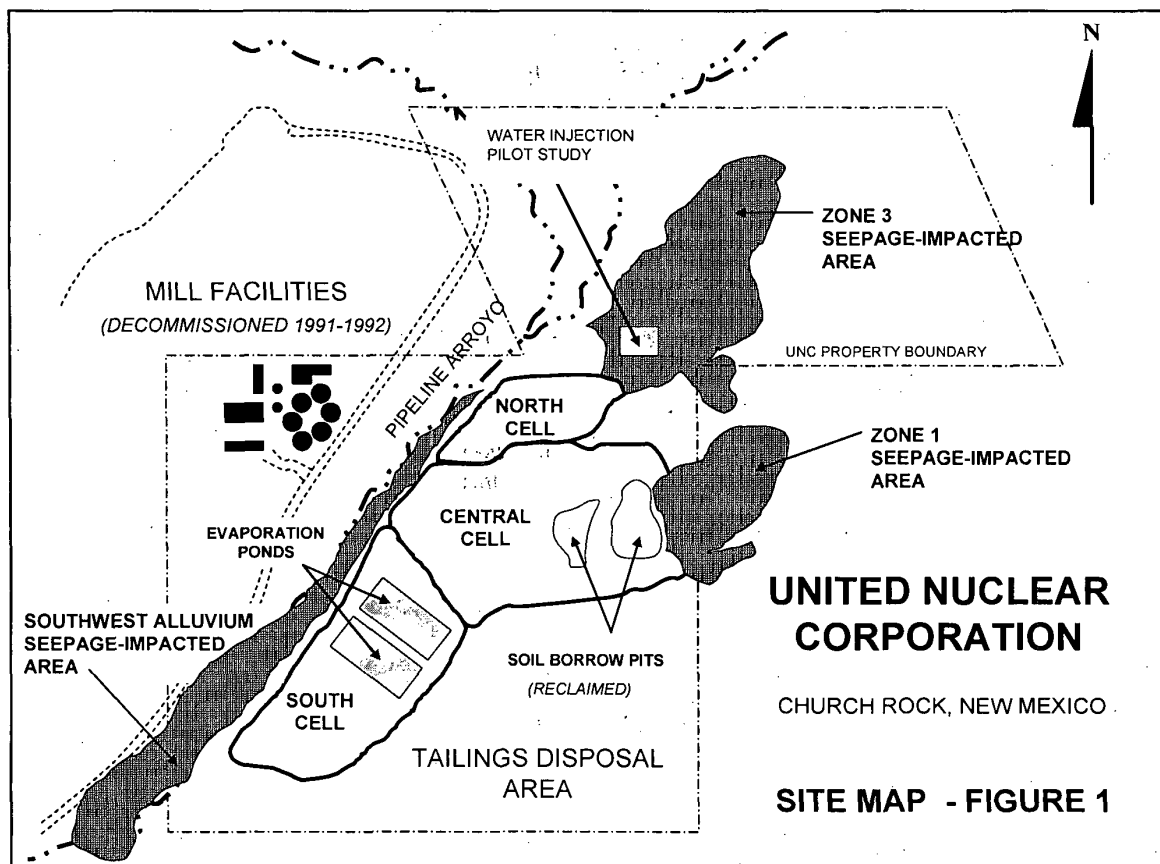 N
WATER INJECTION
PILOT STUDY
ZONE 3
SEEPAGE-IMPACTED
AREA
MILL FACILITIES
(DECOMMISSIONED 1991-1992)
PIPELINE ARROYO
UNC PROPERTY BOUNDARY
NORTH
CELL
ZONE 1
SEEPAGE-IMPACTED
AREA
CENTRAL
CELL
EVAPORATION
PONDS
SOUTHWEST ALLUVIUM
SEEPAGE-IMPACTED
AREA
SOIL BORROW PITS
(RECLAIMED)
SOUTH
CELL
TAILINGS DISPOSAL
AREA
UNITED NUCLEAR
CORPORATION
CHURCH ROCK, NEW MEXICO
SITE MAP - FIGURE 1